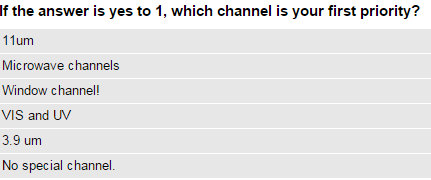 If the answer is yes to 1, which channel is your first priority?
11um
Microwave channels
Window channel!
VIS and UV
3.9 um
No special channel.